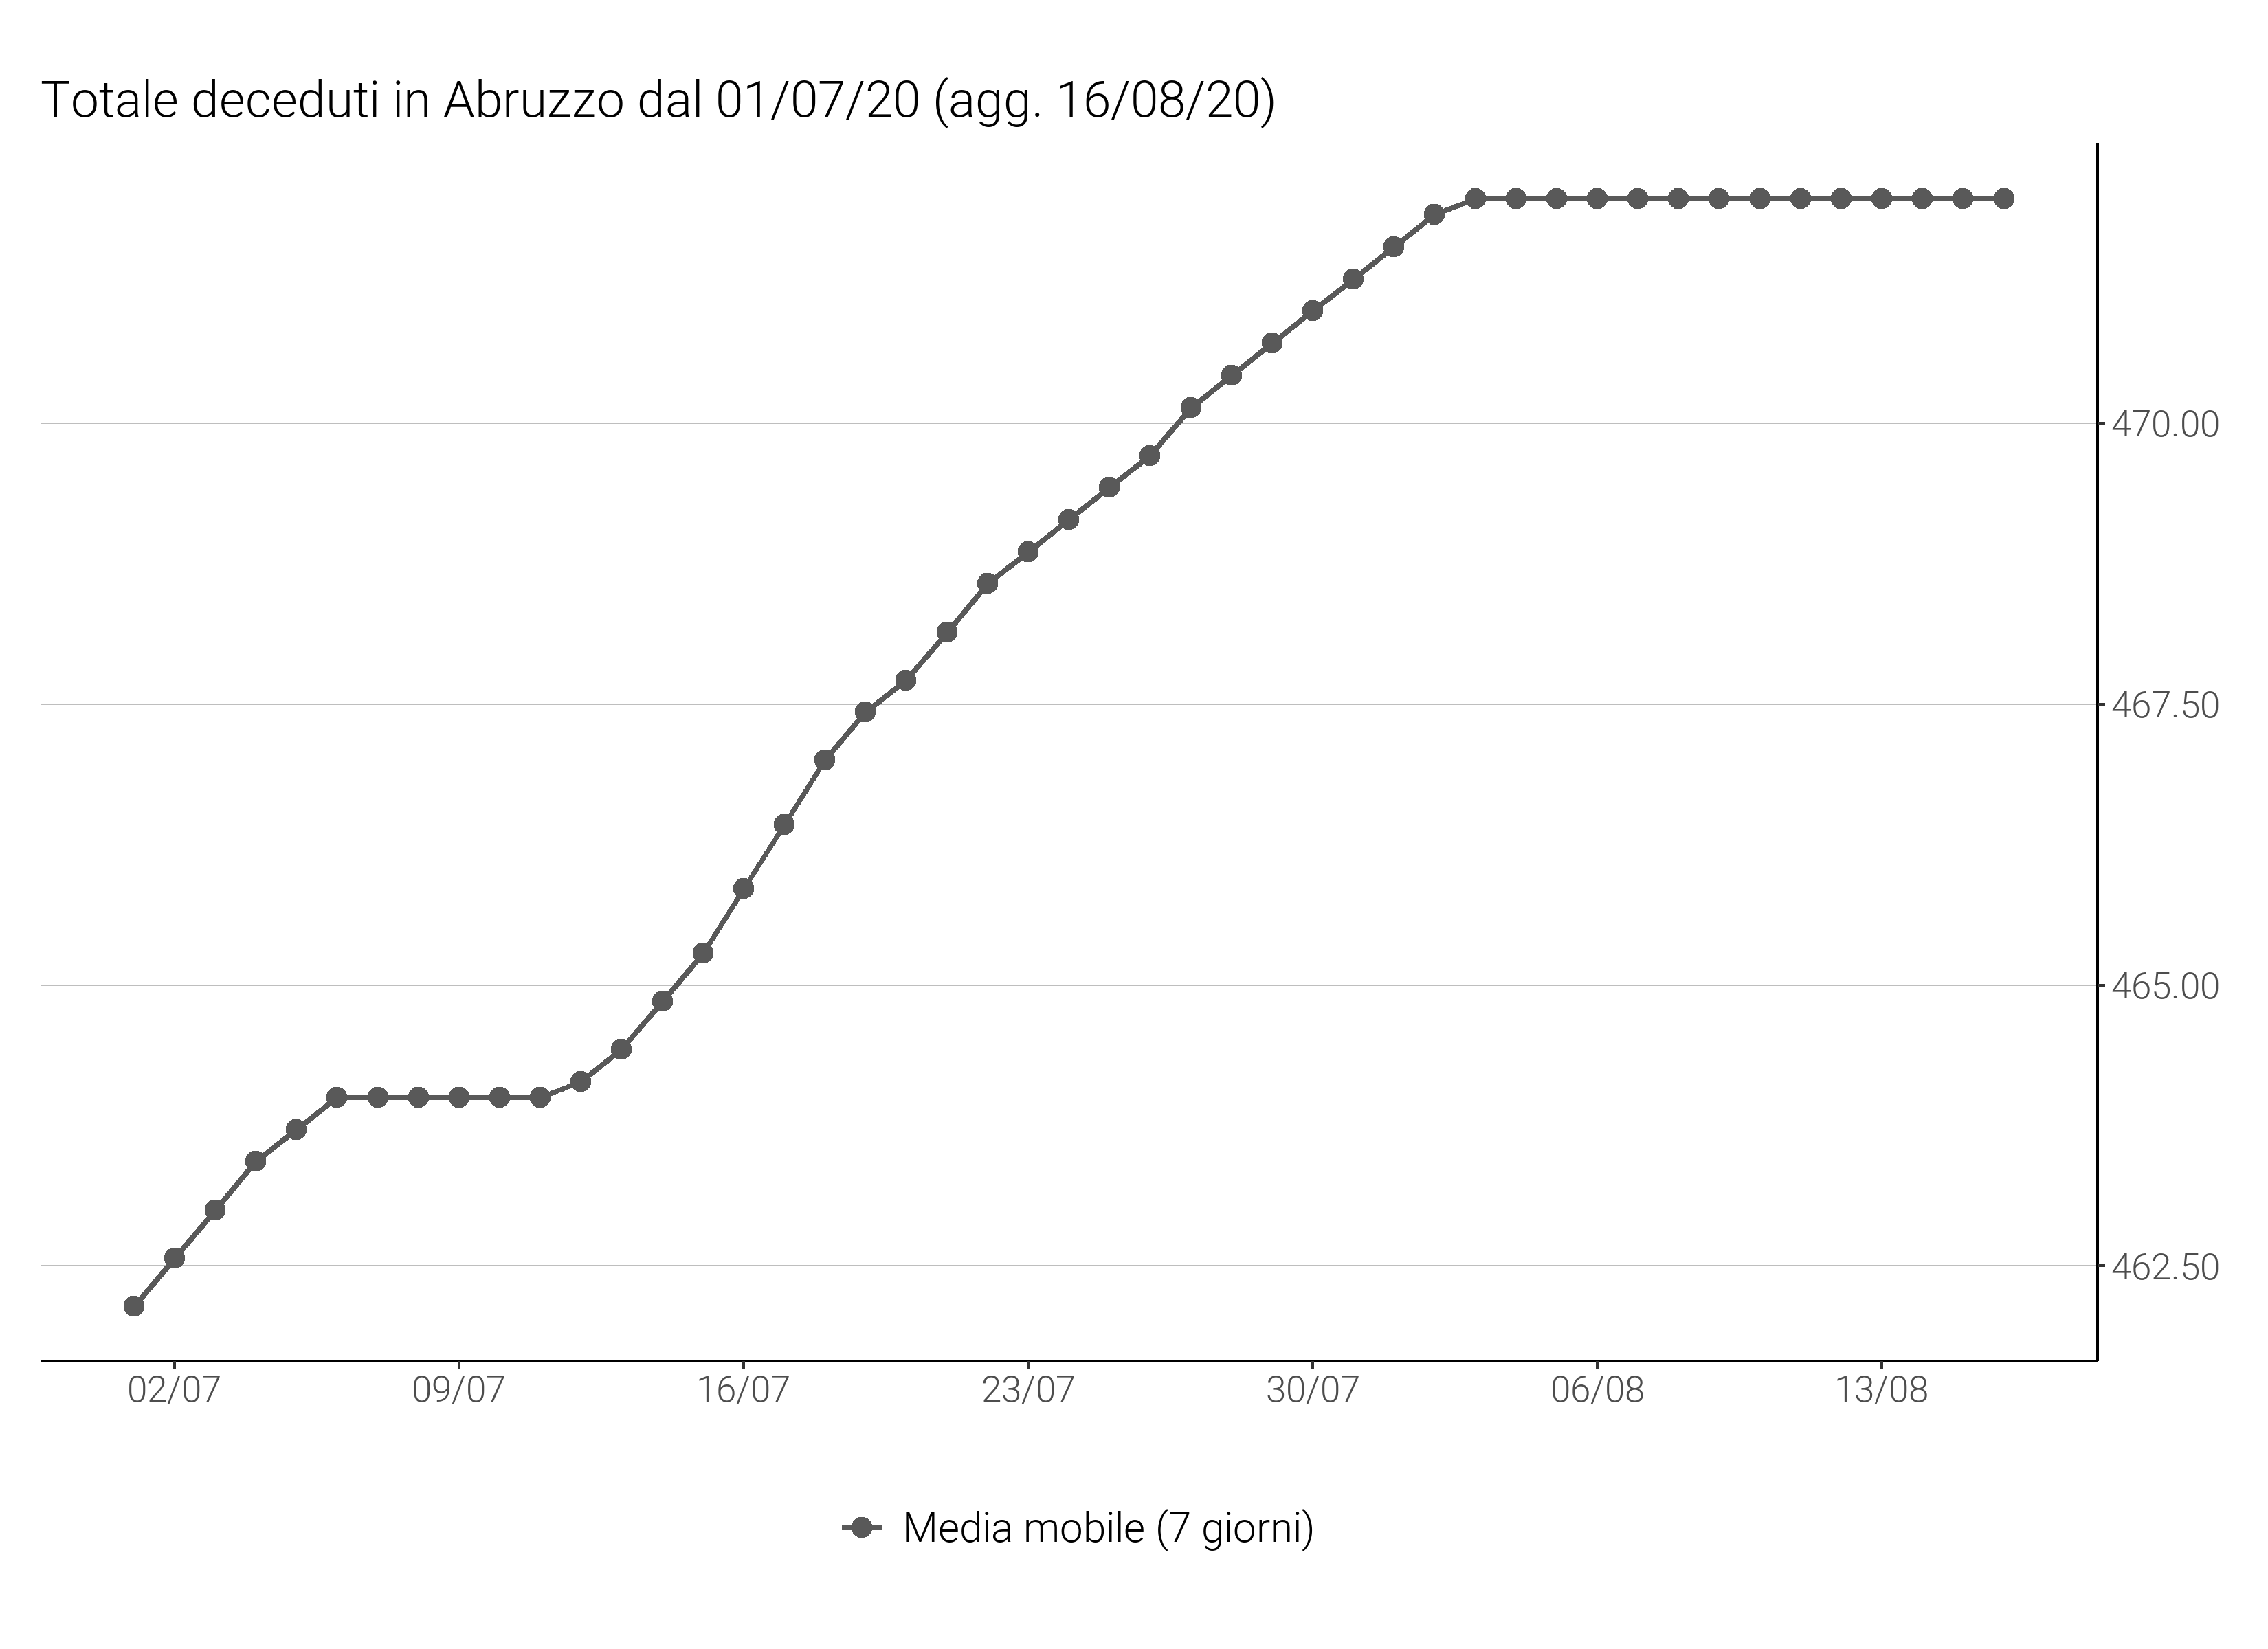 Totale deceduti in Abruzzo dal 01/07/20 (agg. 16/08/20)
470.00
467.50
465.00
462.50
02/07 09/07 16/07 23/07 30/07 06/08 13/08
Media mobile (7 giorni)